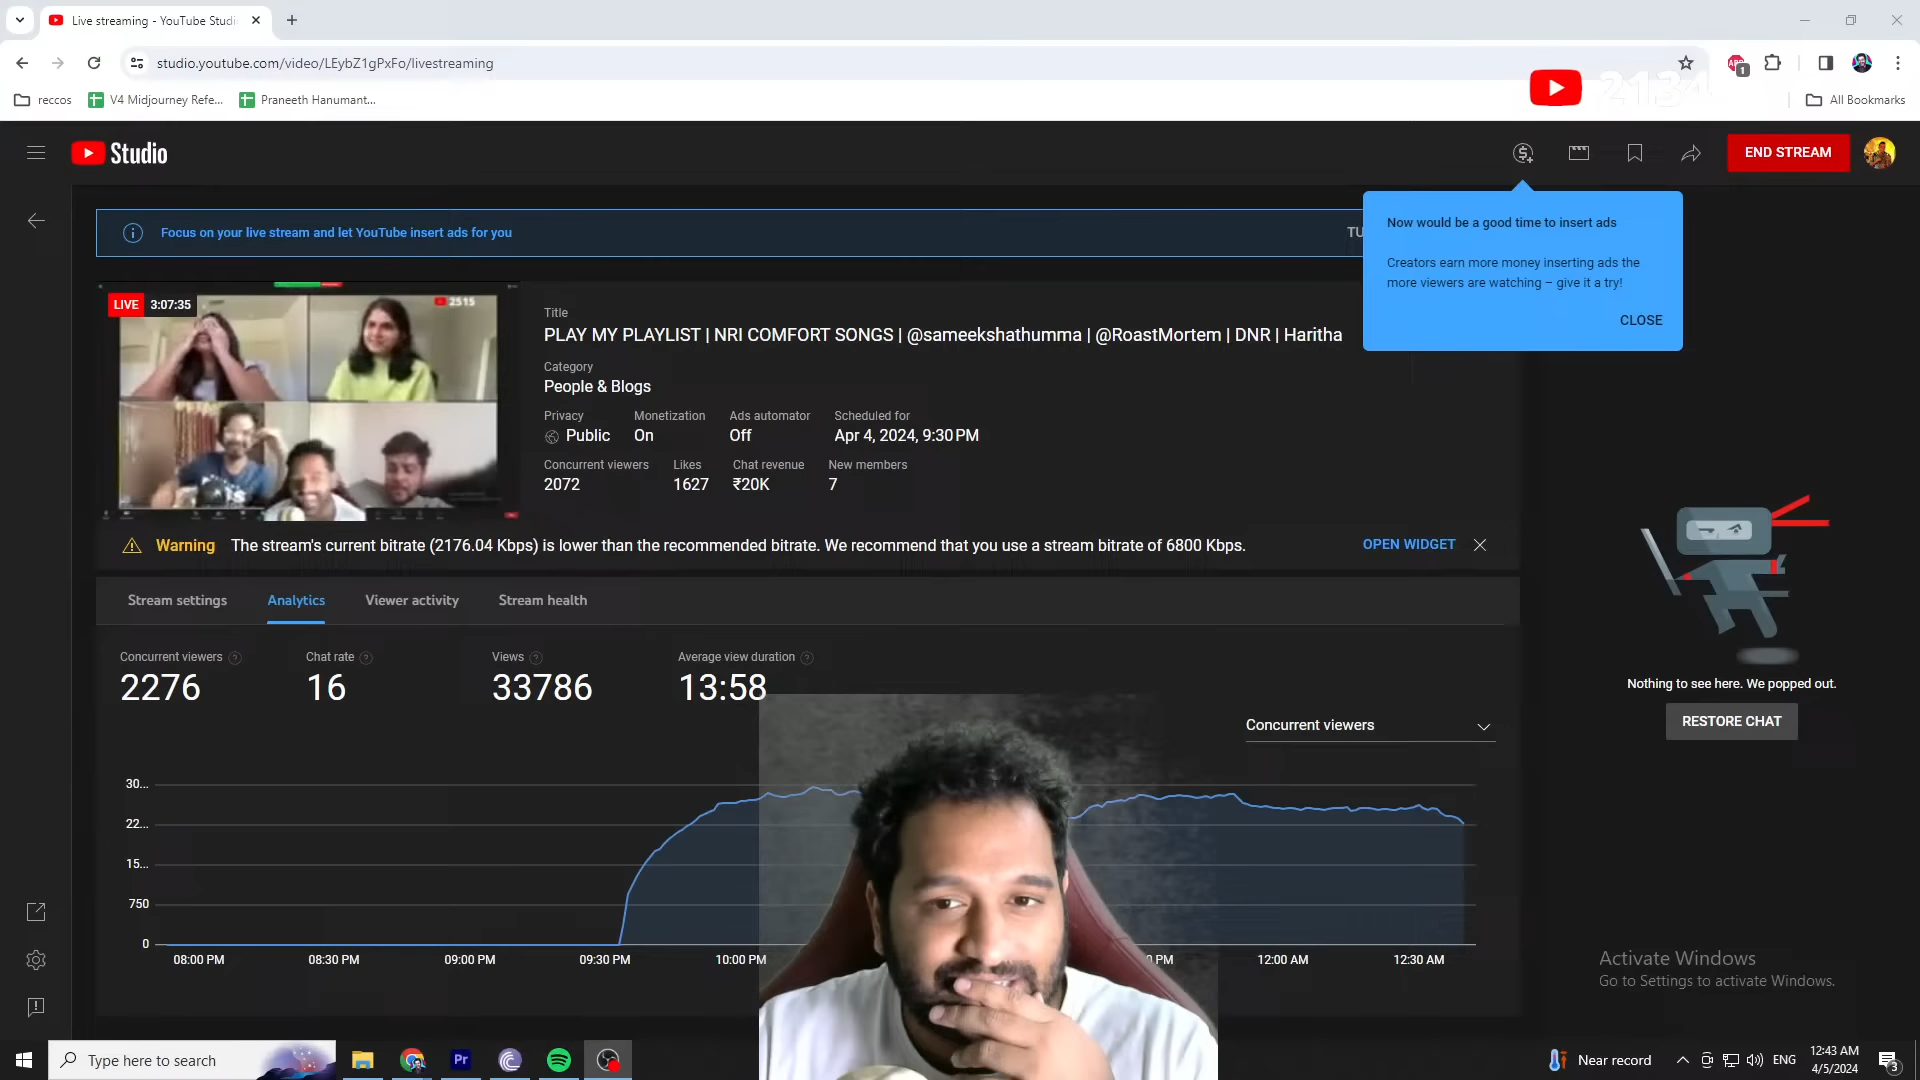 Live streaming - YouTube Studi
studio.youtube.com/video/LEybZ1gPxFo/livestreaming
1
reccos
V4 Midjourney Refe...
Praneeth Hanumant...
All Bookmarks
Studio
END STREAM
Focus on your live stream and let YouTube insert ads for you
TU
Now would be a good time to insert ads
Creators earn more money inserting ads the
more viewers are watching – give it a try!
CLOSE
LIVE 3:07:35
2515
Title
PLAY MY PLAYLIST | NRI COMFORT SONGS | @sameekshathumma | @RoastMortem | DNR | Haritha
Category
People & Blogs
Privacy Monetization Ads automator Scheduled for
Public On Off Apr 4, 2024, 9:30 PM
Concurrent viewers Likes Chat revenue New members
2072 1627 ₹20K 7
Warning The stream's current bitrate (2176.04 Kbps) is lower than the recommended bitrate. We recommend that you use a stream bitrate of 6800 Kbps.
OPEN WIDGET
Stream settings Analytics Viewer activity Stream health
Concurrent viewers Chat rate Views Average view duration
2276 16 33786 13:58
Concurrent viewers
30...
22...
15...
750
0
08:00 PM 08:30 PM 09:00 PM 09:30 PM 10:00 PM PM 12:00 AM 12:30 AM
Nothing to see here. We popped out.
RESTORE CHAT
Activate Windows
Go to Settings to activate Windows.
Type here to search
Pr
Near record
ENG
12:43 AM
4/5/2024
3